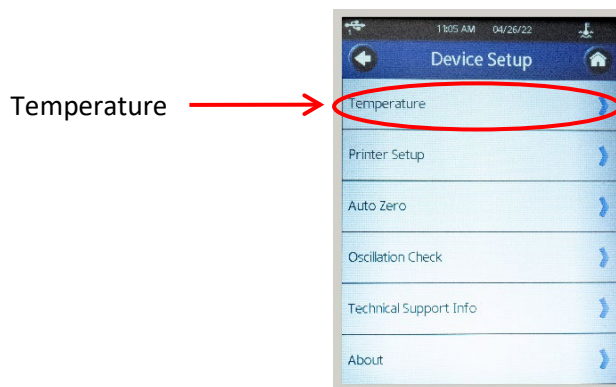 11:05 AM 04/26/22
Device Setup
Temperature
Temperature
Printer Setup
Auto Zero
Oscillation Check
Technical Support Info
About